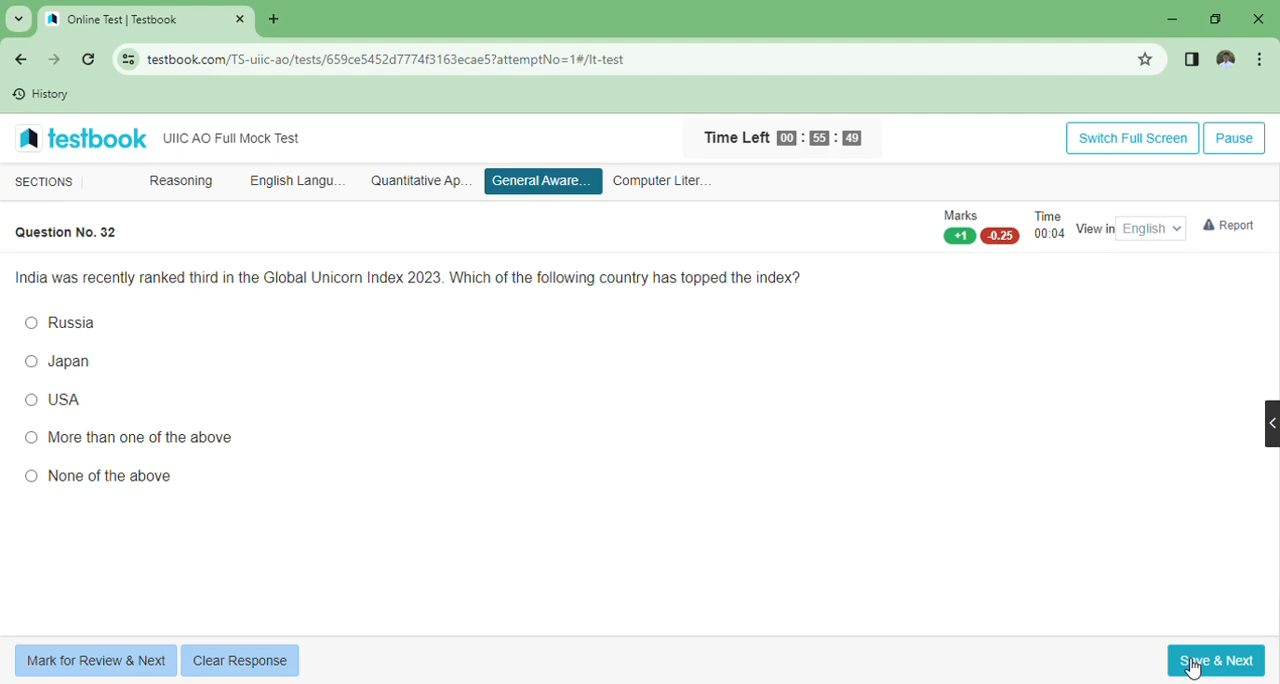 Online Test | Testbook
testbook.com/TS-uiic-ao/tests/659ce5452d7774f3163ecae5?attemptNo=1#/lt-test
History
testbook UIIC AO Full Mock Test Time Left 00 : 55 : 49 Switch Full Screen Pause
SECTIONS Reasoning English Langu... Quantitative Ap... General Aware... Computer Liter...
Question No. 32 Marks +1 -0.25 Time 00:04 View in English Report
India was recently ranked third in the Global Unicorn Index 2023. Which of the following country has topped the index?
Russia
Japan
USA
More than one of the above
None of the above
Mark for Review & Next Clear Response Save & Next